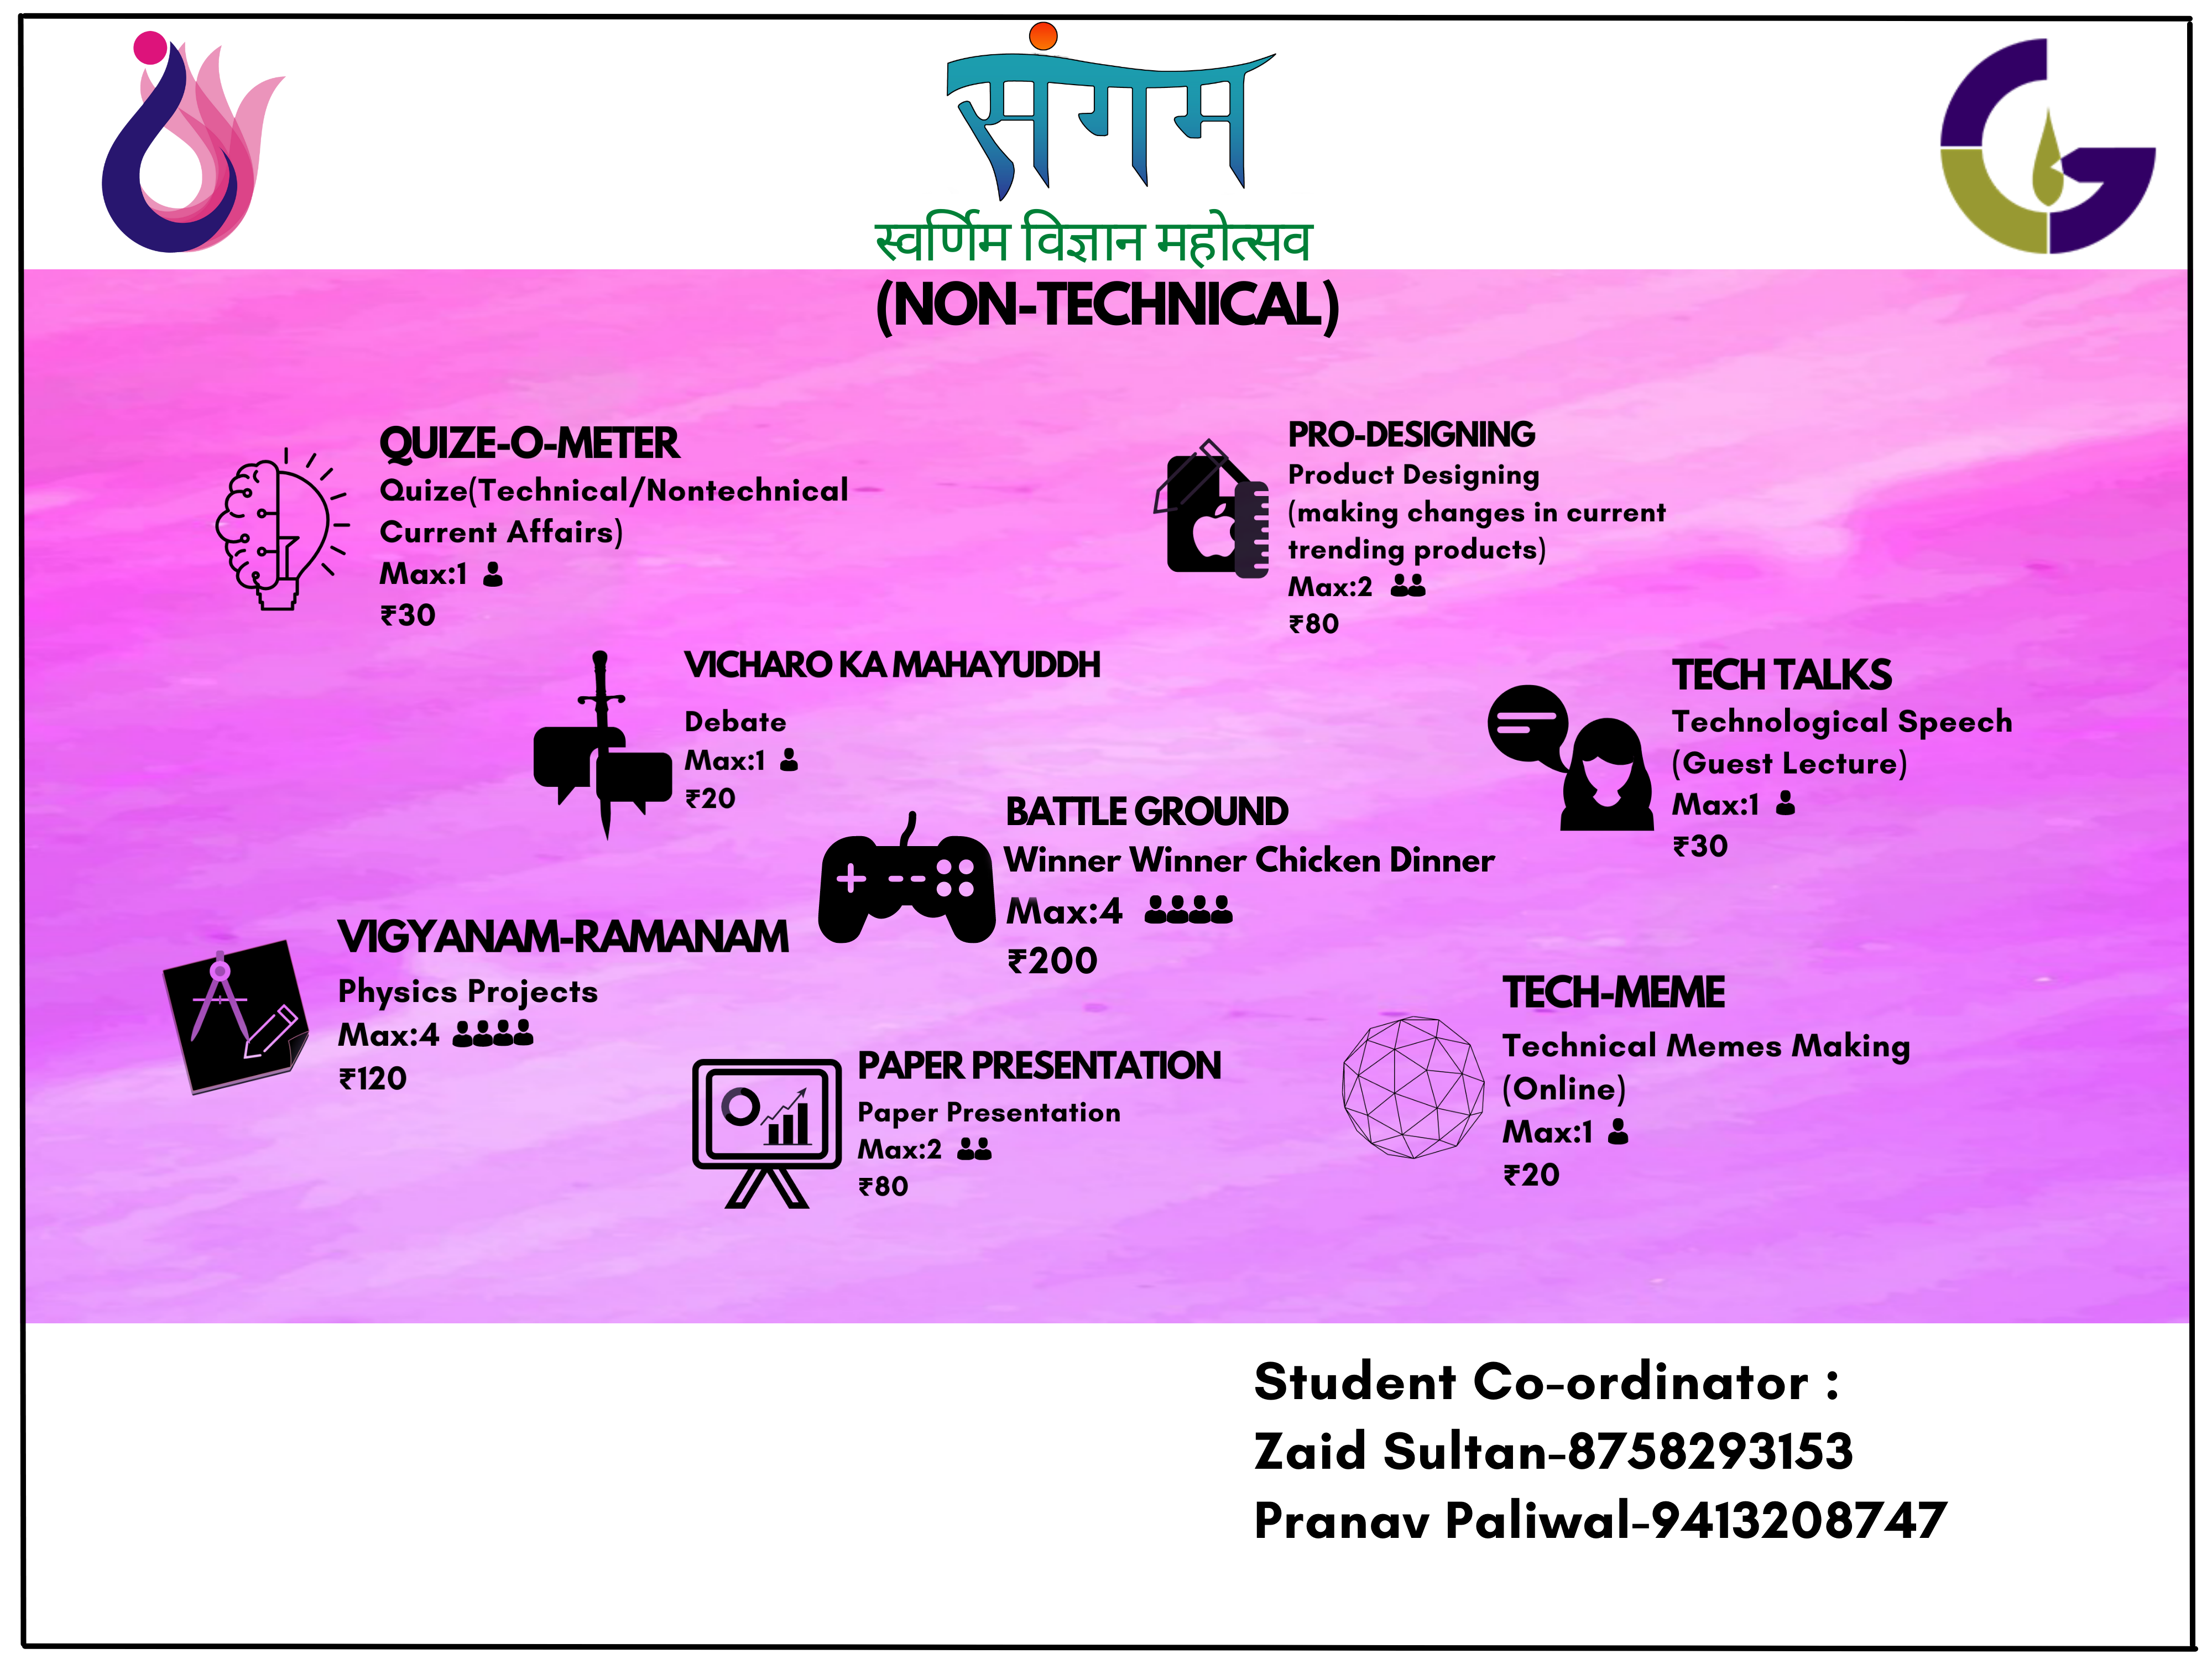 संगम
स्वर्णिम विज्ञान महोत्सव
(NON-TECHNICAL)
QUIZE-O-METER
Quize(Technical/Nontechnical
Current Affairs)
Max:1
₹30
PRO-DESIGNING
Product Designing
(making changes in current
trending products)
Max:2
₹80
VICHARO KA MAHAYUDDH
Debate
Max:1
₹20
TECH TALKS
Technological Speech
(Guest Lecture)
Max:1
₹30
BATTLE GROUND
Winner Winner Chicken Dinner
Max:4
₹200
VIGYANAM-RAMANAM
Physics Projects
Max:4
₹120
PAPER PRESENTATION
Paper Presentation
Max:2
₹80
TECH-MEME
Technical Memes Making
(Online)
Max:1
₹20
Student Co-ordinator :
Zaid Sultan-8758293153
Pranav Paliwal-9413208747